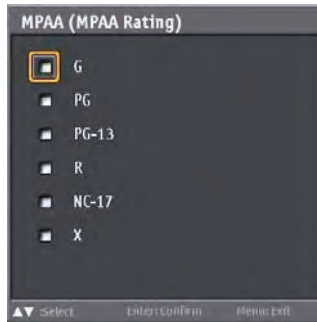 MPAA (MPAA Rating)
G
PG
PG-13
R
NC-17
X
▲▼ :Select Enter: Confirm Menu: Exit